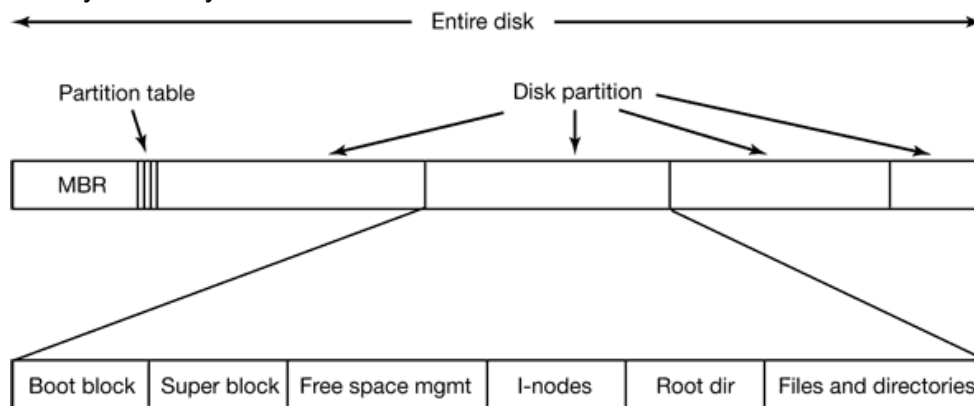 Entire disk
Partition table
Disk partition
MBR
Boot block
Super block
Free space mgmt
I-nodes
Root dir
Files and directories